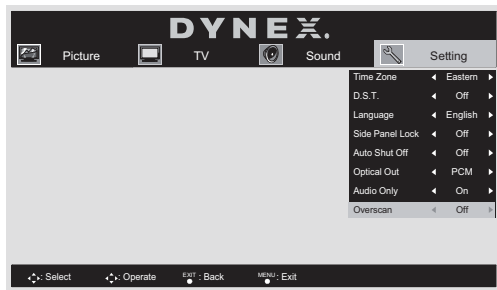 DYNEX.
Picture TV Sound Setting
Time Zone Eastern
D.S.T. Off
Language English
Side Panel Lock Off
Auto Shut Off Off
Optical Out PCM
Audio Only On
Overscan Off
: Select : Operate EXIT : Back MENU : Exit